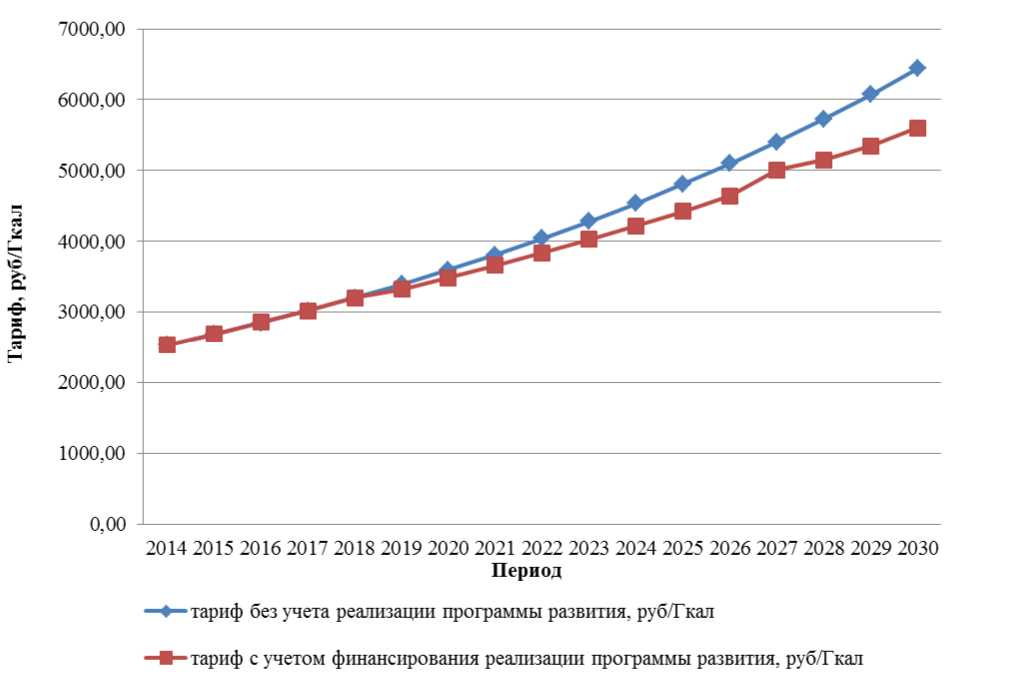 7000,00
6000,00
5000,00
4000,00
3000,00
2000,00
1000,00
0,00
Тариф, руб/Гкал
2014 2015 2016 2017 2018 2019 2020 2021 2022 2023 2024 2025 2026 2027 2028 2029 2030
Период
тариф без учета реализации программы развития, руб/Гкал
тариф с учетом финансирования реализации программы развития, руб/Гкал